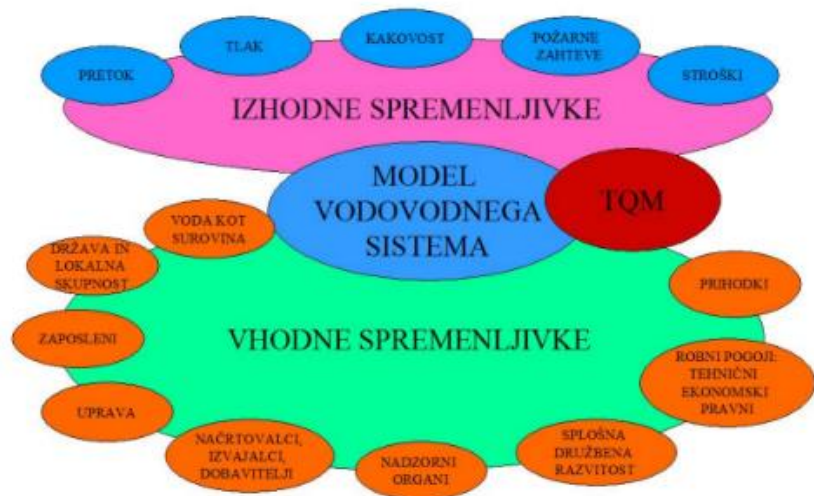 PRETOK
TLAK
KAKOVOST
POŽARNE
ZAHTEVE
STROŠKI
IZHODNE SPREMENLJIVKE
MODEL
VODOVODNEGA
SISTEMA
TQM
VODA KOT
SUROVINA
DRŽAVA IN
LOKALNA
SKUPNOST
ZAPOSLENI
UPRAVA
NAČRTOVALCI,
IZVAJALCI,
DOBAVITELJI
NADZORNI
ORGANI
SPLOŠNA
DRUŽBENA
RAZVITOST
ROBNI POGOJI:
TEHNIČNI
EKONOMSKI
PRAVNI
PRIHODKI
VHODNE SPREMENLJIVKE